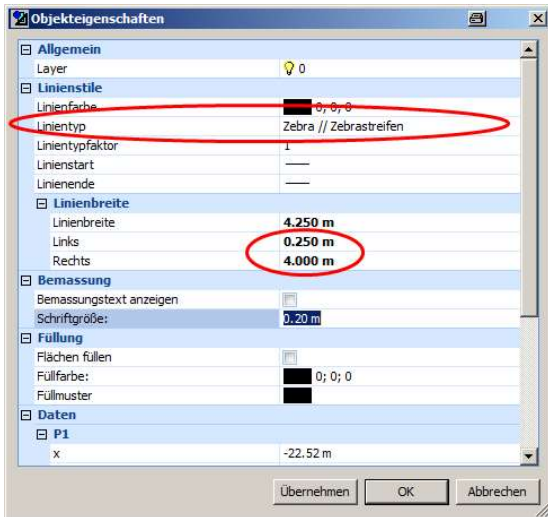 Objekteigenschaften
Allgemein
Layer 0
Linienstile
Linienfarbe 0; 0; 0
Linientyp Zebra // Zebrastreifen
Linientypfaktor 1
Linienstart
Linienende
Linienbreite
Linienbreite 4.250 m
Links 0.250 m
Rechts 4.000 m
Bemassung
Bemassungstext anzeigen
Schriftgröße: 0.20 m
Füllung
Flächen füllen
Füllfarbe: 0; 0; 0
Füllmuster
Daten
P1
x -22.52 m
Übernehmen OK Abbrechen